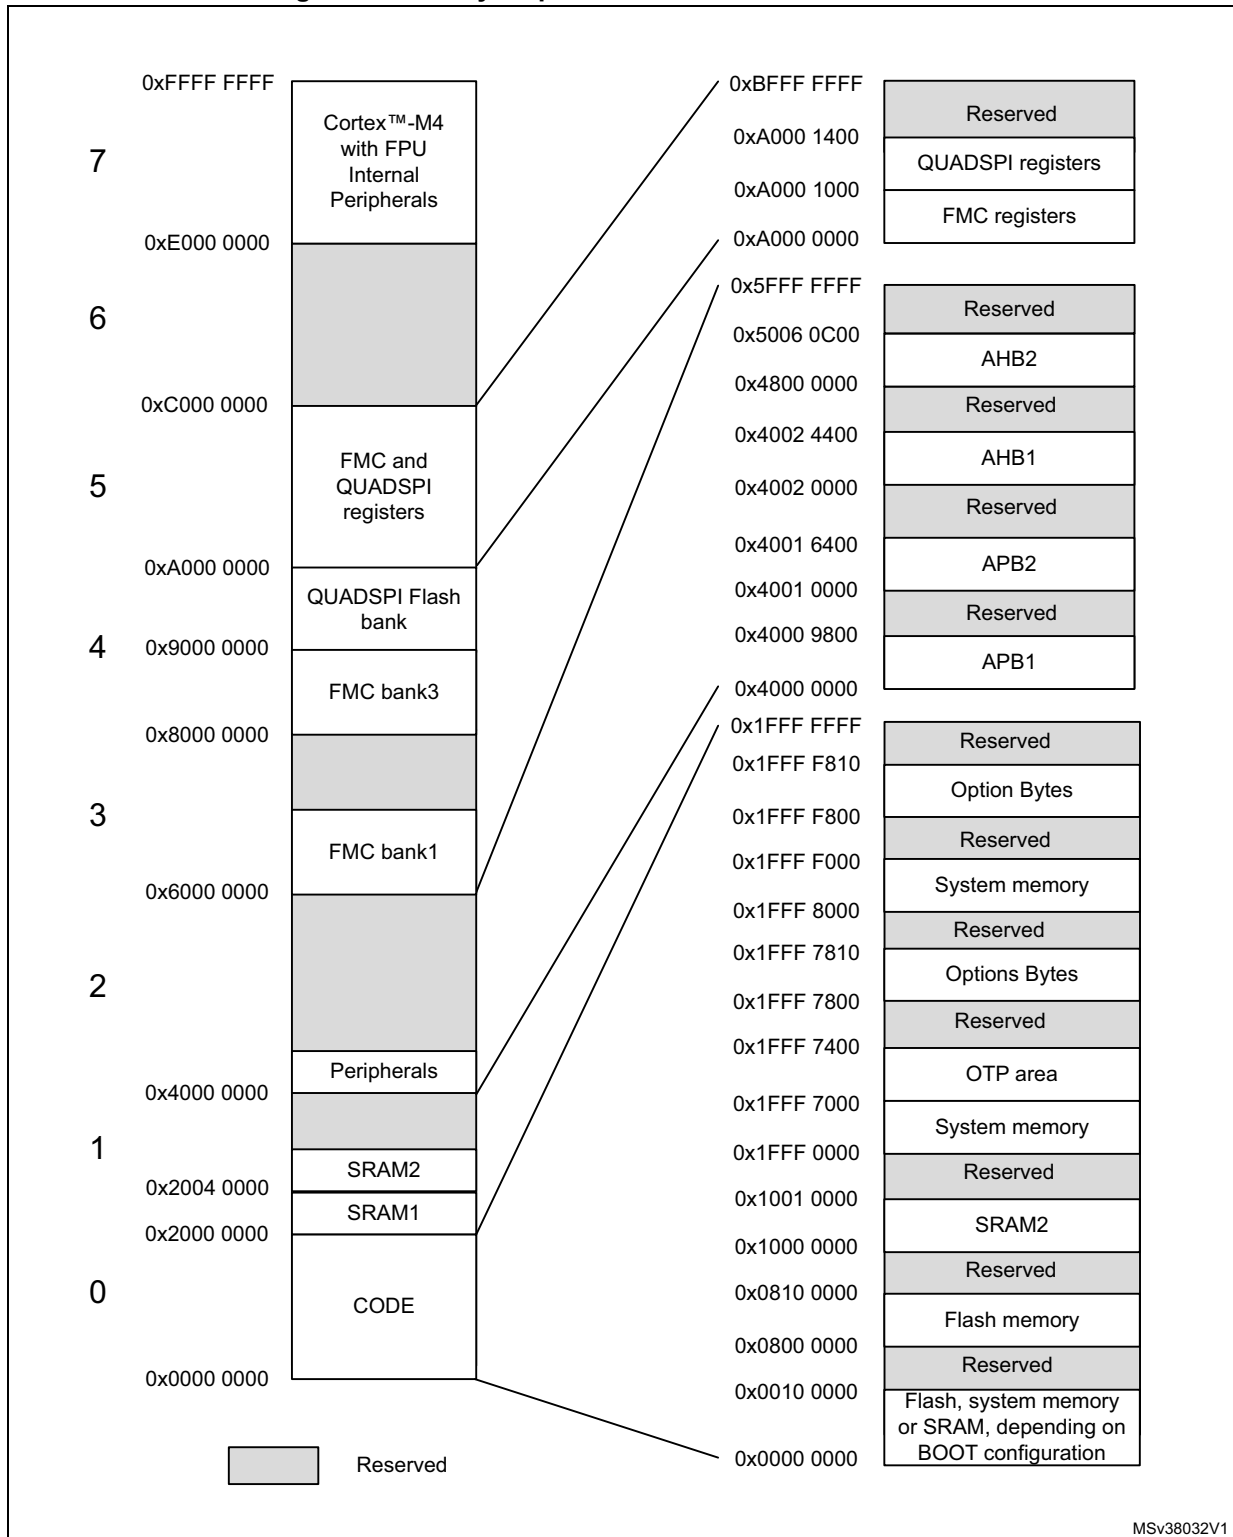 0xFFFF FFFF
Cortex™-M4
with FPU
Internal
Peripherals
7
0xE000 0000
6
0xC000 0000
FMC and
QUADSPI
registers
5
0xA000 0000
QUADSPI Flash
bank
4
0x9000 0000
FMC bank3
0x8000 0000
3
FMC bank1
0x6000 0000
2
Peripherals
0x4000 0000
1
SRAM2
0x2004 0000
SRAM1
0x2000 0000
0
CODE
0x0000 0000
Reserved
0xBFFF FFFF
Reserved
0xA000 1400
QUADSPI registers
0xA000 1000
FMC registers
0xA000 0000
0x5FFF FFFF
Reserved
0x5006 0C00
AHB2
0x4800 0000
Reserved
0x4002 4400
AHB1
0x4002 0000
Reserved
0x4001 6400
APB2
0x4001 0000
Reserved
0x4000 9800
APB1
0x4000 0000
0x1FFF FFFF
Reserved
0x1FFF F810
Option Bytes
0x1FFF F800
Reserved
0x1FFF F000
System memory
0x1FFF 8000
Reserved
0x1FFF 7810
Options Bytes
0x1FFF 7800
Reserved
0x1FFF 7400
OTP area
0x1FFF 7000
System memory
0x1FFF 0000
Reserved
0x1001 0000
SRAM2
0x1000 0000
Reserved
0x0810 0000
Flash memory
0x0800 0000
Reserved
0x0010 0000
Flash, system memory
or SRAM, depending on
BOOT configuration
0x0000 0000
MSv38032V1